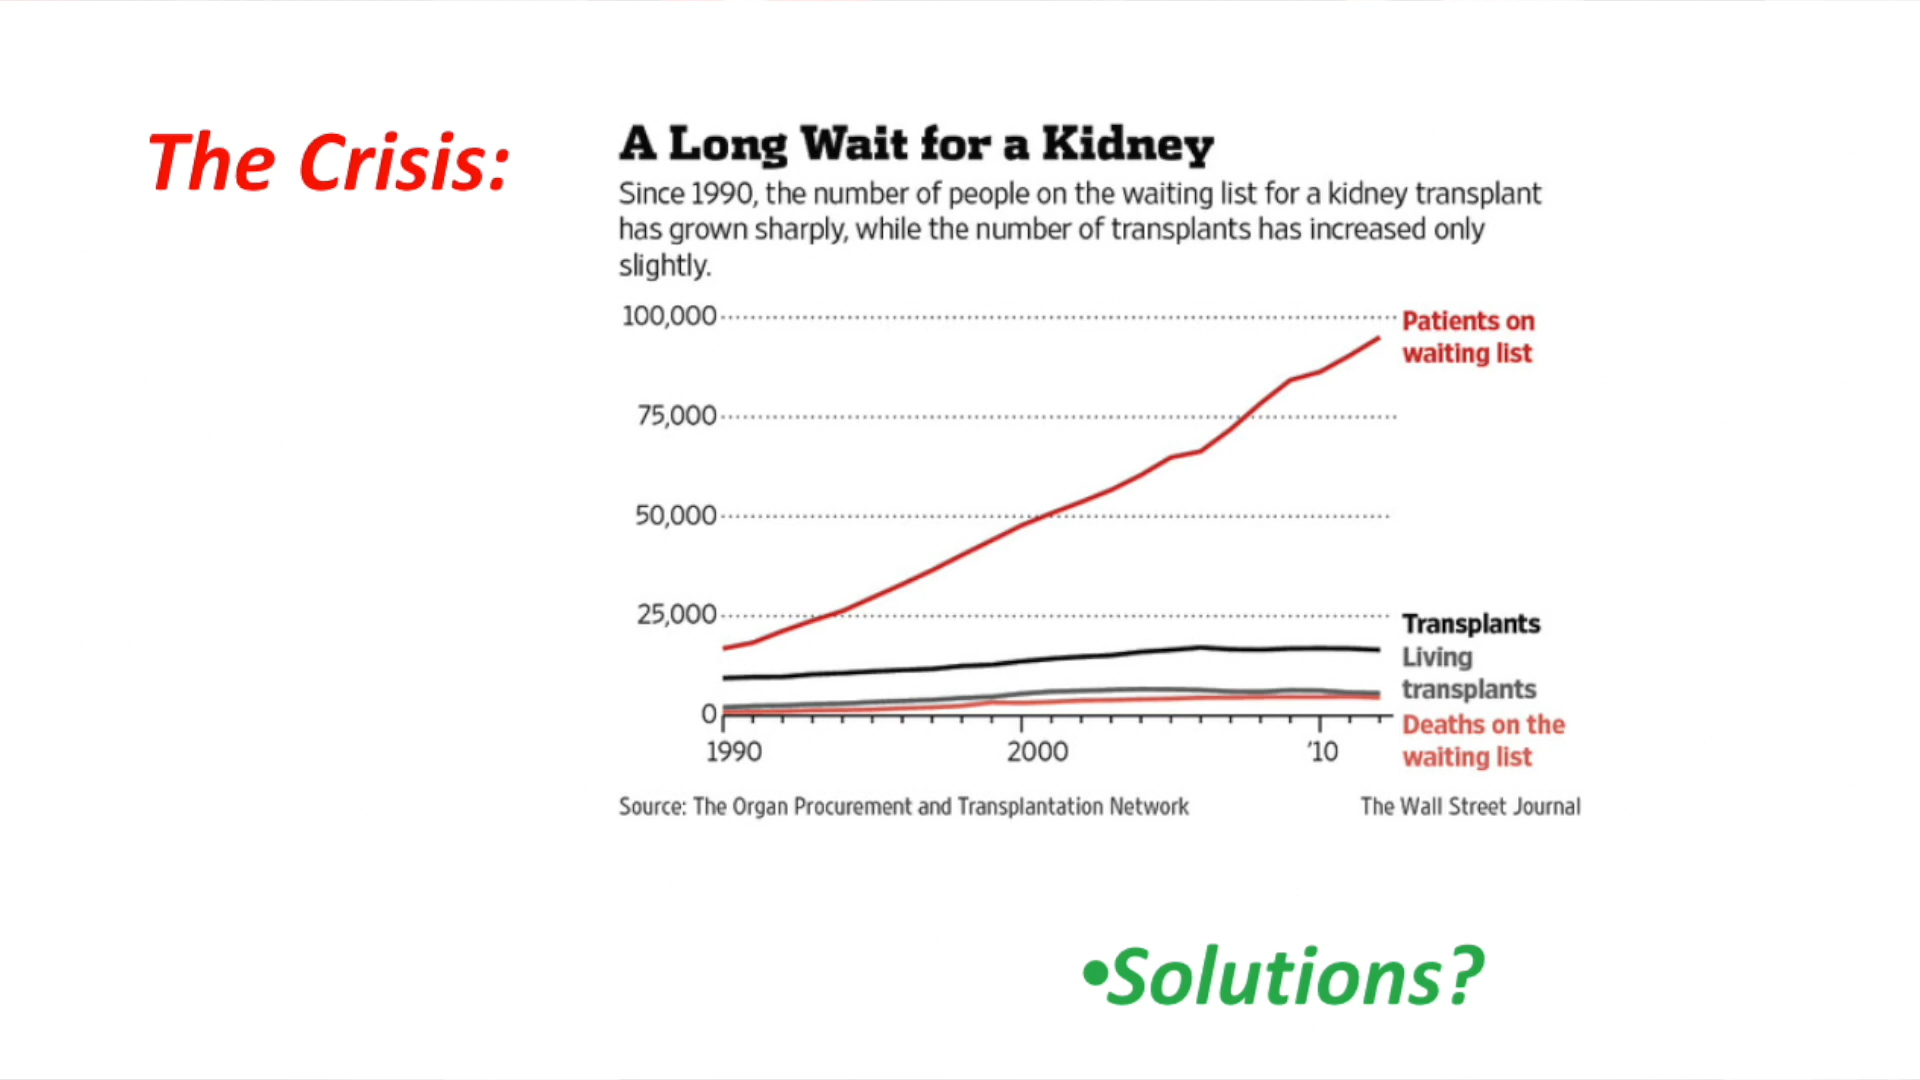 The Crisis:
A Long Wait for a Kidney
Since 1990, the number of people on the waiting list for a kidney transplant
has grown sharply, while the number of transplants has increased only
slightly.
100,000
Patients on
waiting list
75,000
50,000
25,000
Transplants
Living
transplants
0
Deaths on the
waiting list
1990
2000
'10
Source: The Organ Procurement and Transplantation Network
The Wall Street Journal
•Solutions?